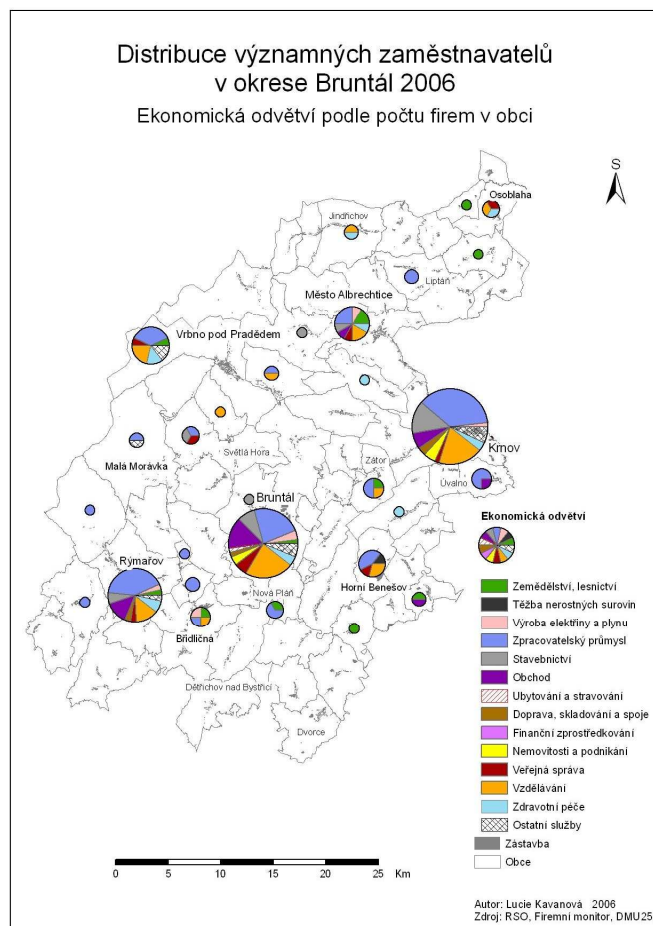 Distribuce významných zaměstnavatelů
v okrese Bruntál 2006
Ekonomická odvětví podle počtu firem v obci
S
Osoblaha
Jindřichov
Liptáň
Město Albrechtice
Vrbno pod Pradědem
Krnov
Malá Morávka
Světlá Hora
Zátor
Úvalno
Bruntál
Rýmařov
Horní Benešov
Nová Pláň
Břidličná
Dětřichov nad Bystřicí
Dvorce
Ekonomická odvětví
Zemědělství, lesnictví
Těžba nerostných surovin
Výroba elektřiny a plynu
Zpracovatelský průmysl
Stavebnictví
Obchod
Ubytování a stravování
Doprava, skladování a spoje
Finanční zprostředkování
Nemovitosti a podnikání
Veřejná správa
Vzdělávání
Zdravotní péče
Ostatní služby
Zástavba
Obce
0 5 10 15 20 25
Km
Autor: Lucie Kavanová 2006
Zdroj: RSO, Firemní monitor, DMU25